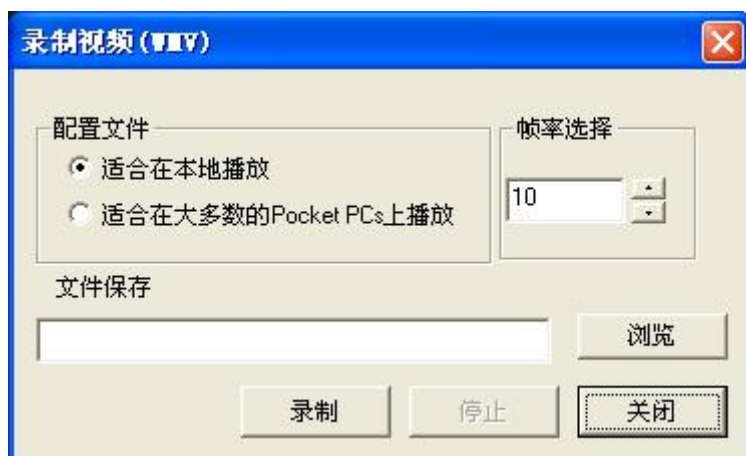 录制视频(WMV)
配置文件
适合在本地播放
适合在大多数的Pocket PCs上播放
帧率选择
10
文件保存
浏览
录制
停止
关闭